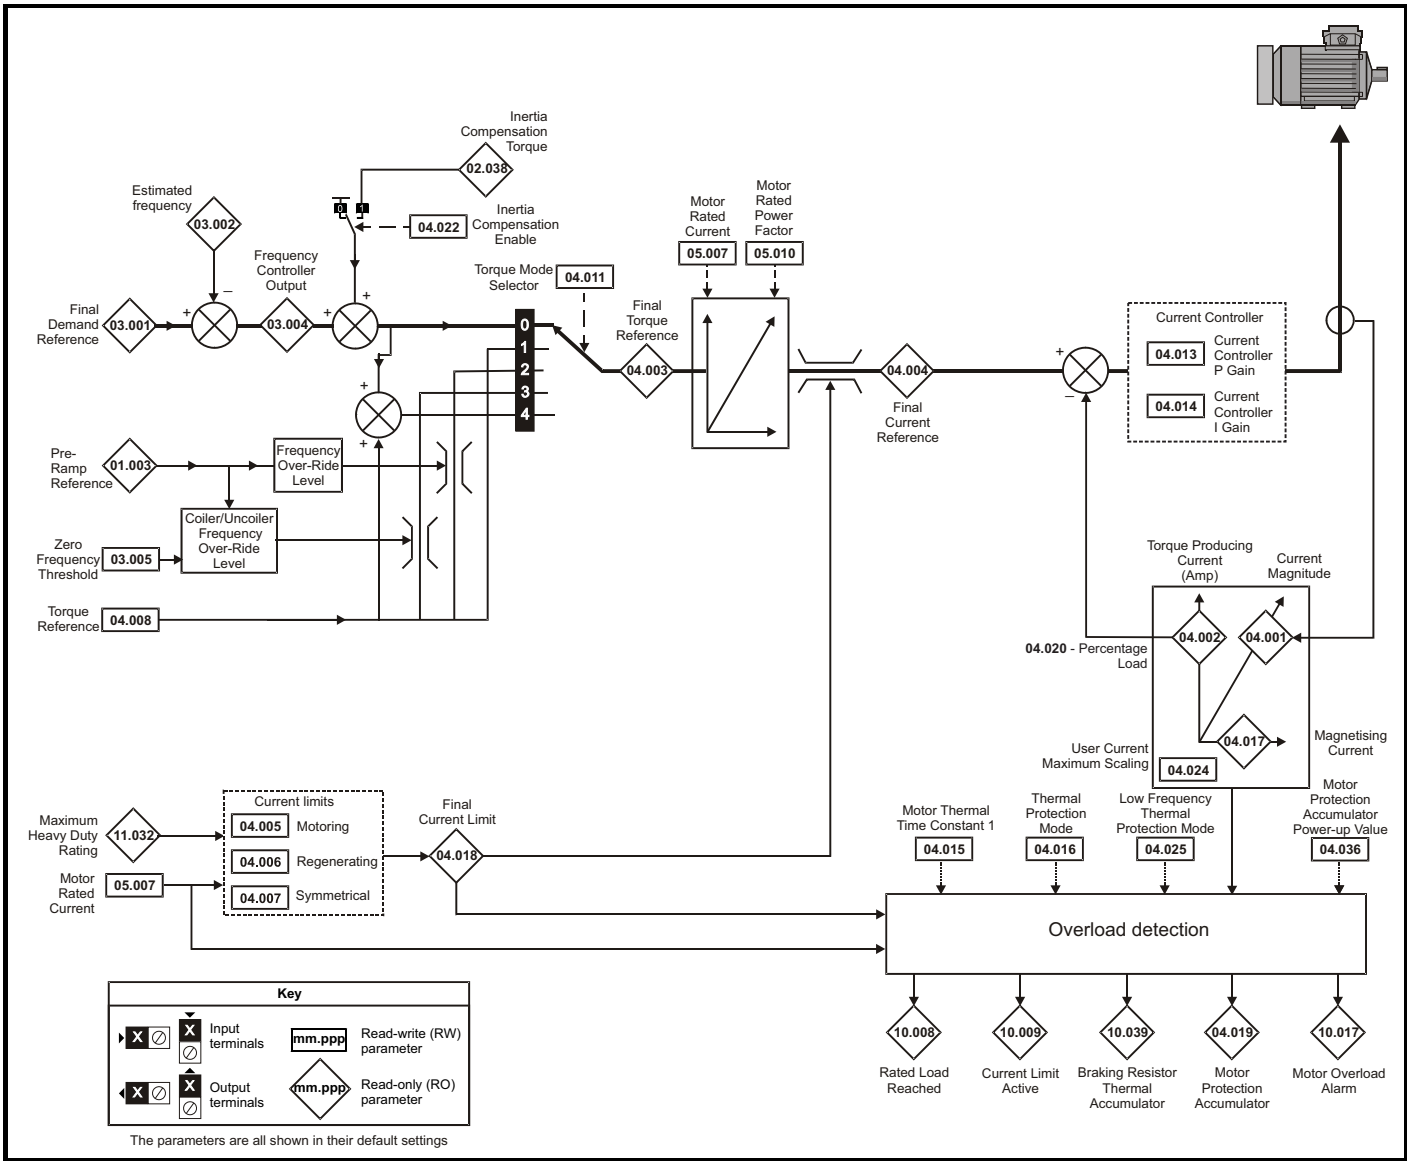 Inertia
Compensation
Torque
02.038
Estimated
frequency
03.002
0
1
04.022
Inertia
Compensation
Enable
Motor
Rated
Current
05.007
Motor
Rated
Power
Factor
05.010
Frequency
Controller
Output
Torque Mode
Selector
04.011
Final
Demand
Reference
03.001
+
–
03.004
+
+
0
1
2
3
4
Final
Torque
Reference
04.003
04.004
Final
Current
Reference
+
–
Current Controller
04.013
Current
Controller
P Gain
04.014
Current
Controller
I Gain
+
+
Pre-
Ramp
Reference
01.003
Frequency
Over-Ride
Level
Coiler/Uncoiler
Frequency
Over-Ride
Level
Zero
Frequency
Threshold
03.005
Torque
Reference
04.008
Torque Producing
Current
(Amp)
Current
Magnitude
04.002
04.001
04.020 - Percentage
Load
04.017
Magnetising
Current
User Current
Maximum Scaling
04.024
Maximum
Heavy Duty
Rating
11.032
Motor
Rated
Current
05.007
Current limits
04.005
Motoring
04.006
Regenerating
04.007
Symmetrical
Final
Current Limit
04.018
Motor Thermal
Time Constant 1
04.015
Thermal
Protection
Mode
04.016
Low Frequency
Thermal
Protection Mode
04.025
Motor
Protection
Accumulator
Power-up Value
04.036
Overload detection
10.008
Rated Load
Reached
10.009
Current Limit
Active
10.039
Braking Resistor
Thermal
Accumulator
04.019
Motor
Protection
Accumulator
10.017
Motor Overload
Alarm
Key
X
X
Input
terminals
mm.ppp
Read-write (RW)
parameter
X
X
Output
terminals
mm.ppp
Read-only (RO)
parameter
The parameters are all shown in their default settings